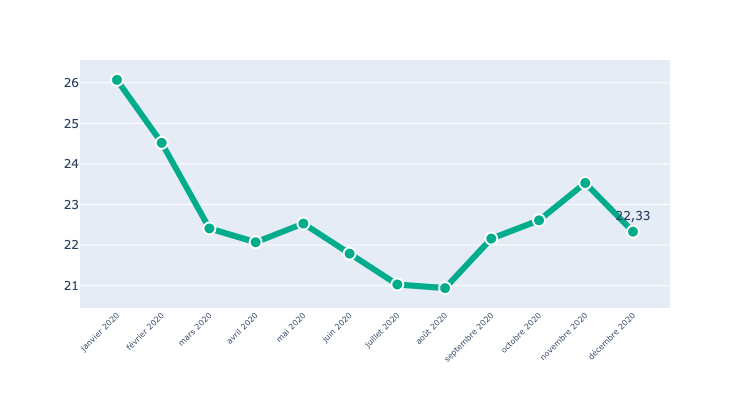 26
25
24
23
22
21
22,33
janvier 2020
février 2020
mars 2020
avril 2020
mai 2020
juin 2020
juillet 2020
août 2020
septembre 2020
octobre 2020
novembre 2020
décembre 2020